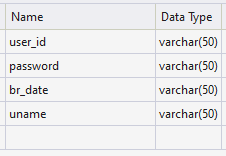 Name Data Type
user_id varchar(50)
password varchar(50)
br_date varchar(50)
uname varchar(50)